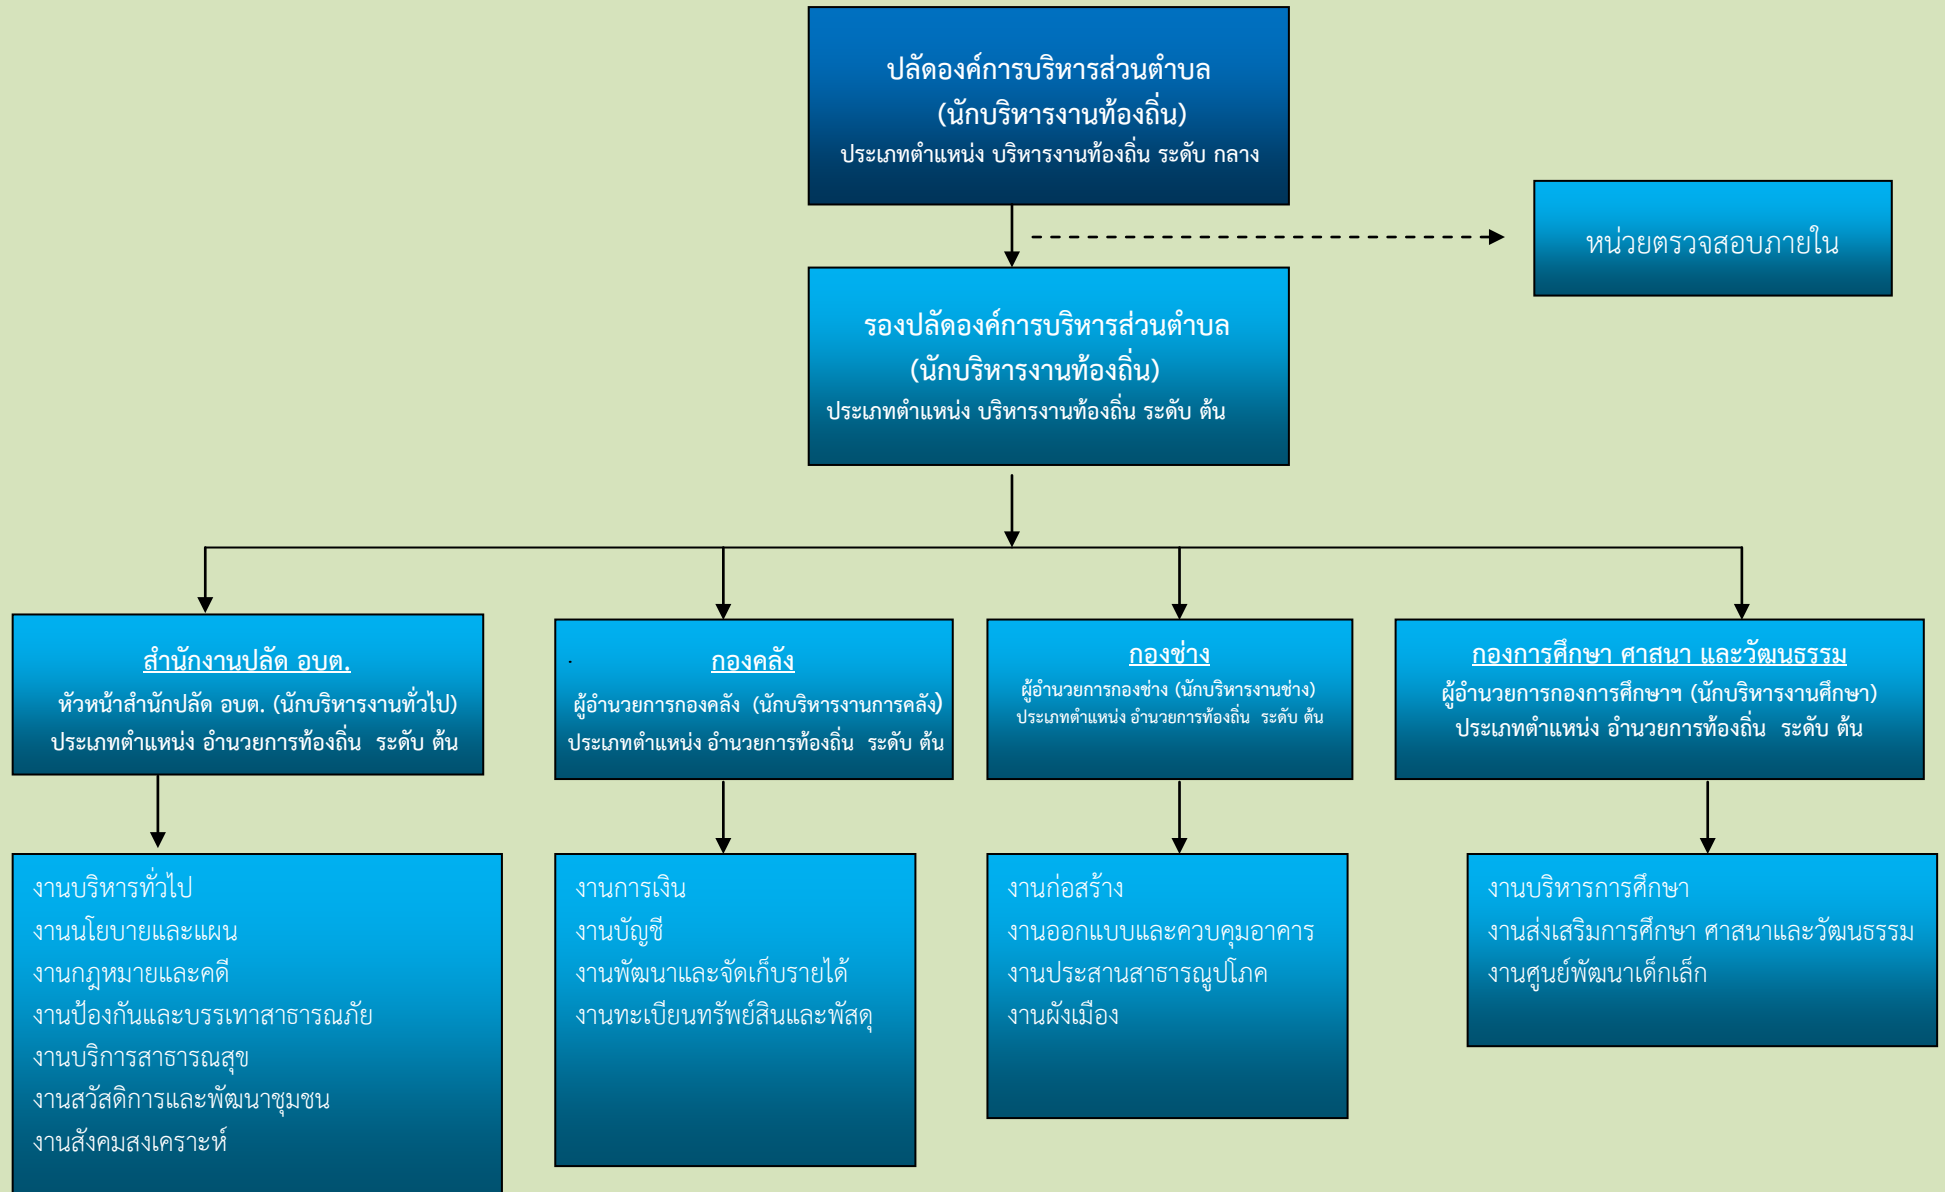 ปลัดองค์การบริหารส่วนตำบล
(นักบริหารงานท้องถิ่น)
ประเภทตำแหน่ง บริหารงานท้องถิ่น ระดับ กลาง
หน่วยตรวจสอบภายใน
รองปลัดองค์การบริหารส่วนตำบล
(นักบริหารงานท้องถิ่น)
ประเภทตำแหน่ง บริหารงานท้องถิ่น ระดับ ต้น
สำนักงานปลัด อบต.
หัวหน้าสำนักปลัด อบต. (นักบริหารงานทั่วไป)
ประเภทตำแหน่ง อำนวยการท้องถิ่น ระดับ ต้น
กองคลัง
ผู้อำนวยการกองคลัง (นักบริหารงานการคลัง)
ประเภทตำแหน่ง อำนวยการท้องถิ่น ระดับ ต้น
กองช่าง
ผู้อำนวยการกองช่าง (นักบริหารงานช่าง)
ประเภทตำแหน่ง อำนวยการท้องถิ่น ระดับ ต้น
กองการศึกษา ศาสนา และวัฒนธรรม
ผู้อำนวยการกองการศึกษาฯ (นักบริหารงานศึกษา)
ประเภทตำแหน่ง อำนวยการท้องถิ่น ระดับ ต้น
งานบริหารทั่วไป
งานนโยบายและแผน
งานกฎหมายและคดี
งานป้องกันและบรรเทาสาธารณภัย
งานบริการสาธารณสุข
งานสวัสดิการและพัฒนาชุมชน
งานสังคมสงเคราะห์
งานการเงิน
งานบัญชี
งานพัฒนาและจัดเก็บรายได้
งานทะเบียนทรัพย์สินและพัสดุ
งานก่อสร้าง
งานออกแบบและควบคุมอาคาร
งานประสานสาธารณูปโภค
งานผังเมือง
งานบริหารการศึกษา
งานส่งเสริมการศึกษา ศาสนาและวัฒนธรรม
งานศูนย์พัฒนาเด็กเล็ก